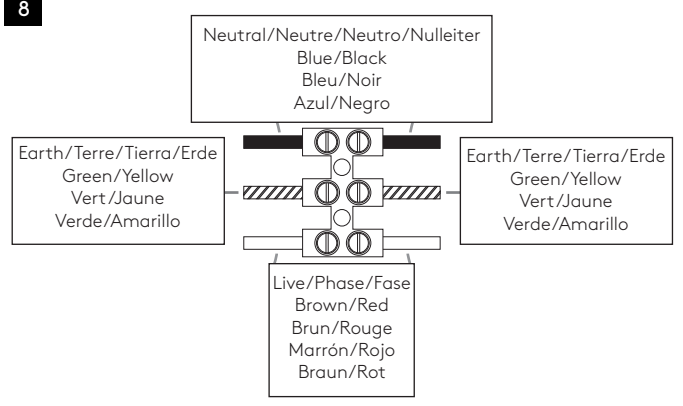 8
Neutral/Neutre/Neutro/Nulleiter
Blue/Black
Bleu/Noir
Azul/Negro
Earth/Terre/Tierra/Erde
Green/Yellow
Vert/Jaune
Verde/Amarillo
Earth/Terre/Tierra/Erde
Green/Yellow
Vert/Jaune
Verde/Amarillo
Live/Phase/Fase
Brown/Red
Brun/Rouge
Marrón/Rojo
Braun/Rot